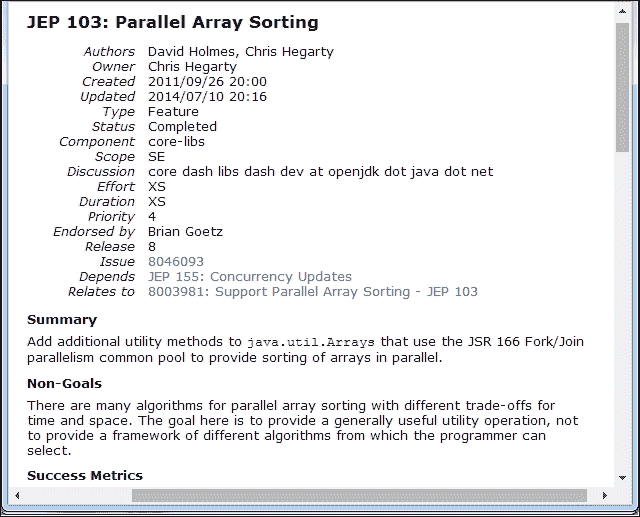 JEP 103: Parallel Array Sorting
Authors David Holmes, Chris Hegarty
Owner Chris Hegarty
Created 2011/09/26 20:00
Updated 2014/07/10 20:16
Type Feature
Status Completed
Component core-libs
Scope SE
Discussion core dash libs dash dev at openjdk dot java dot net
Effort XS
Duration XS
Priority 4
Endorsed by Brian Goetz
Release 8
Issue 8046093
Depends JEP 155: Concurrency Updates
Relates to 8003981: Support Parallel Array Sorting - JEP 103
Summary
Add additional utility methods to java.util.Arrays that use the JSR 166 Fork/Join
parallelism common pool to provide sorting of arrays in parallel.
Non-Goals
There are many algorithms for parallel array sorting with different trade-offs for
time and space. The goal here is to provide a generally useful utility operation, not
to provide a framework of different algorithms from which the programmer can
select.
Success Metrics